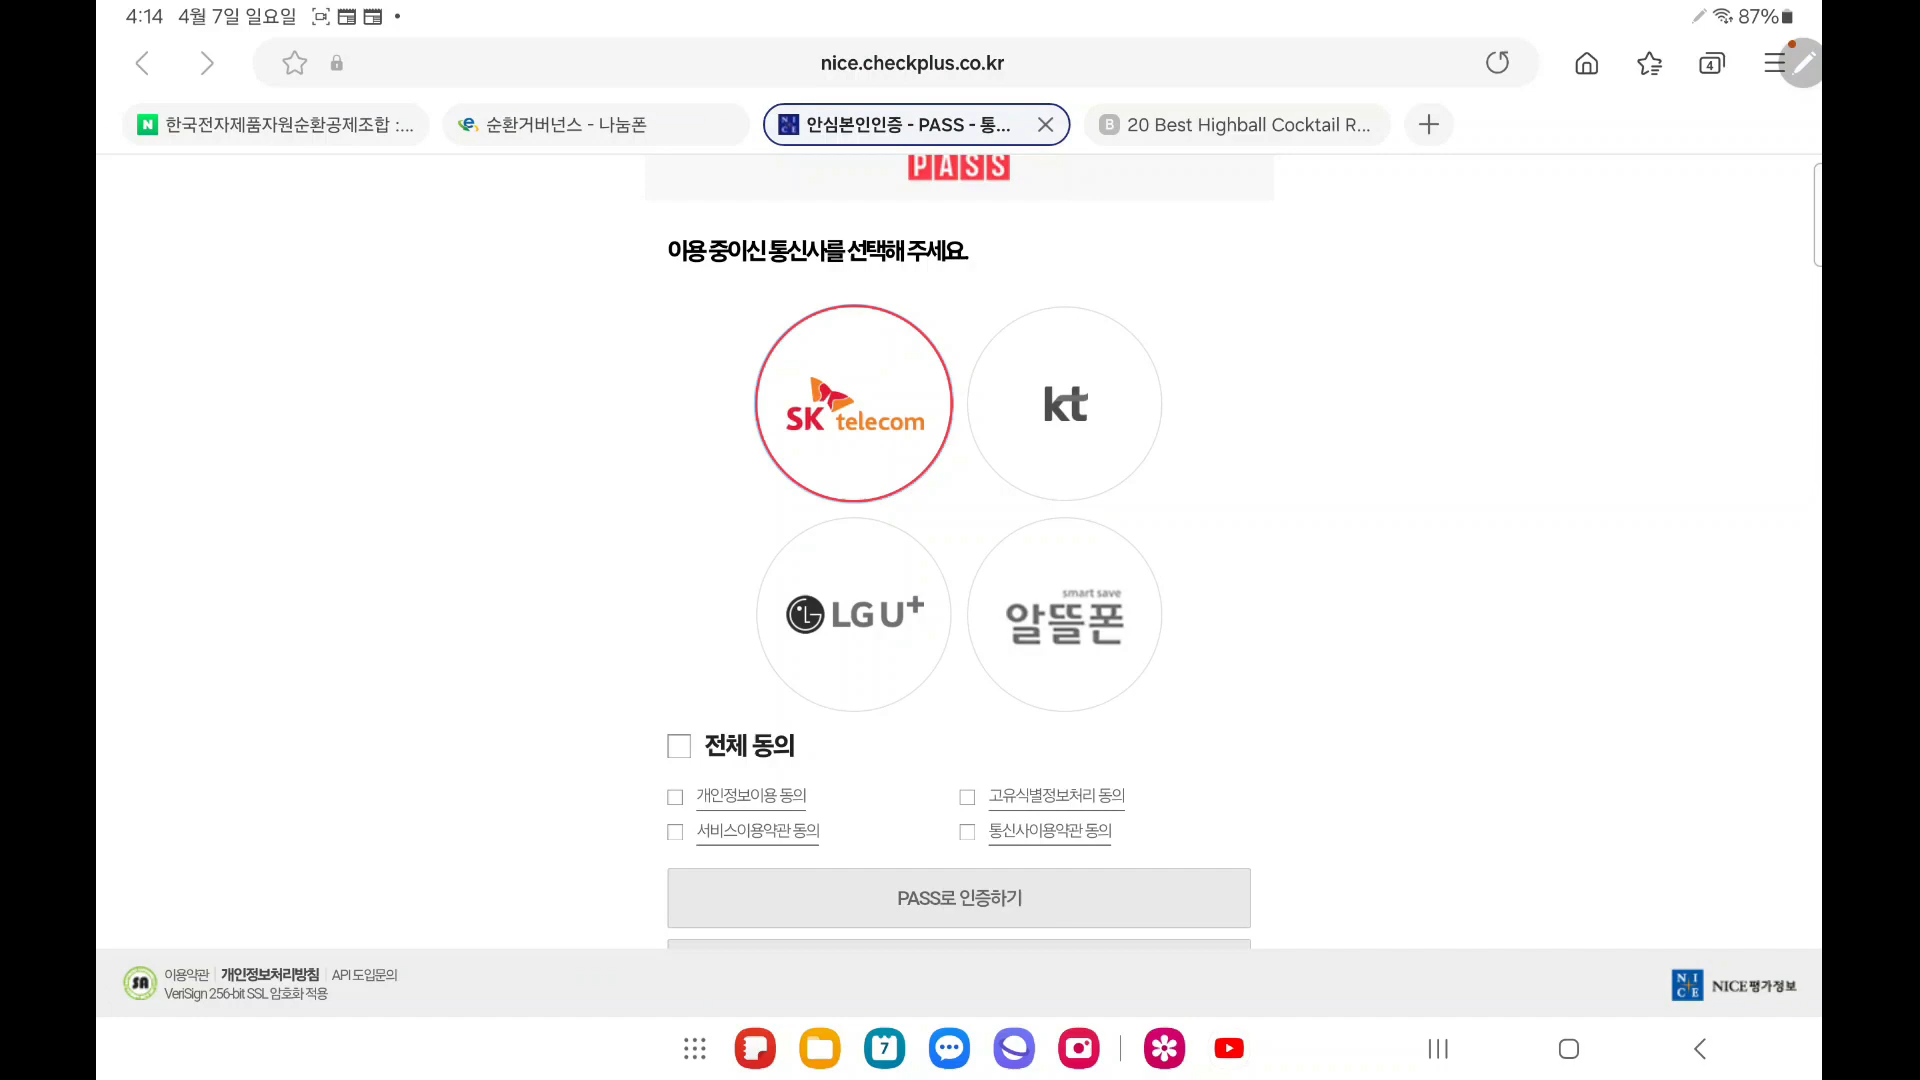 4:14 4월 7일 일요일
87%
nice.checkplus.co.kr
4
N 한국전자제품자원순환공제조합 :...
e 순환거버넌스 - 나눔폰
NICE 안심본인인증 - PASS - 통...
B 20 Best Highball Cocktail R...
PASS
이용 중이신 통신사를 선택해 주세요.
SK telecom
kt
LG U+
smart save
알뜰폰
전체 동의
개인정보이용 동의
고유식별정보처리 동의
서비스이용약관 동의
통신사이용약관 동의
PASS로 인증하기
SA
이용약관 개인정보처리방침 API 도입문의
VeriSign 256-bit SSL 암호화 적용
NICE NICE평가정보
7